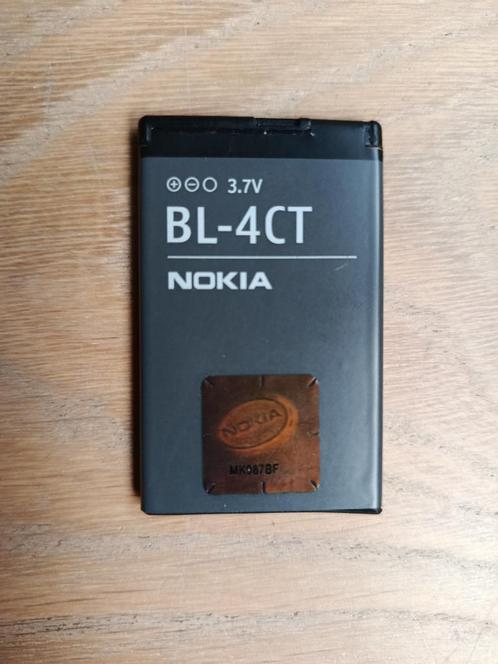 ⊕⊖○ 3.7V
BL-4CT
NOKIA
NOKIA
MK087BF